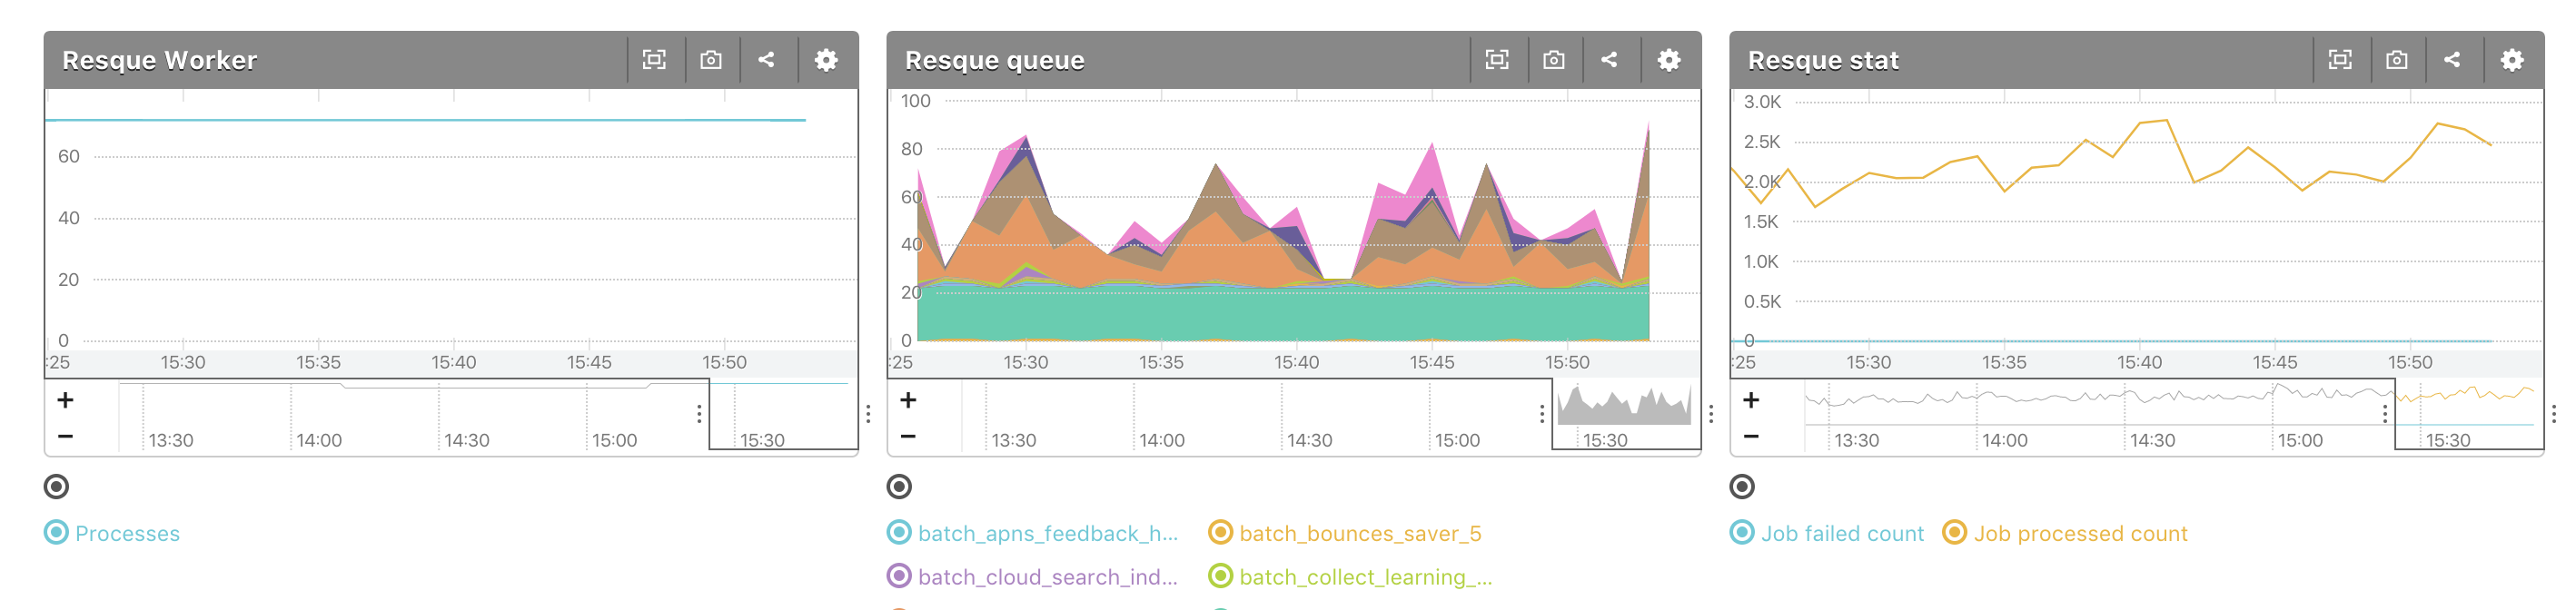 Resque Worker
60
40
20
0
:25 15:30 15:35 15:40 15:45 15:50
+
−
13:30 14:00 14:30 15:00 15:30
Processes
Resque queue
100
80
60
40
20
0
:25 15:30 15:35 15:40 15:45 15:50
+
−
13:30 14:00 14:30 15:00 15:30
batch_apns_feedback_h... batch_bounces_saver_5
batch_cloud_search_ind... batch_collect_learning_...
Resque stat
3.0K
2.5K
2.0K
1.5K
1.0K
0.5K
0
:25 15:30 15:35 15:40 15:45 15:50
+
−
13:30 14:00 14:30 15:00 15:30
Job failed count Job processed count